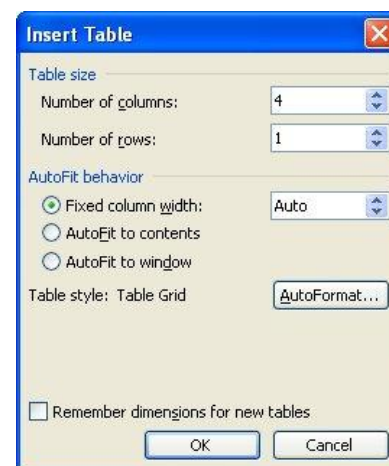 Insert Table
Table size
Number of columns: 4
Number of rows: 1
AutoFit behavior
Fixed column width: Auto
AutoFit to contents
AutoFit to window
Table style: Table Grid AutoFormat...
Remember dimensions for new tables
OK Cancel